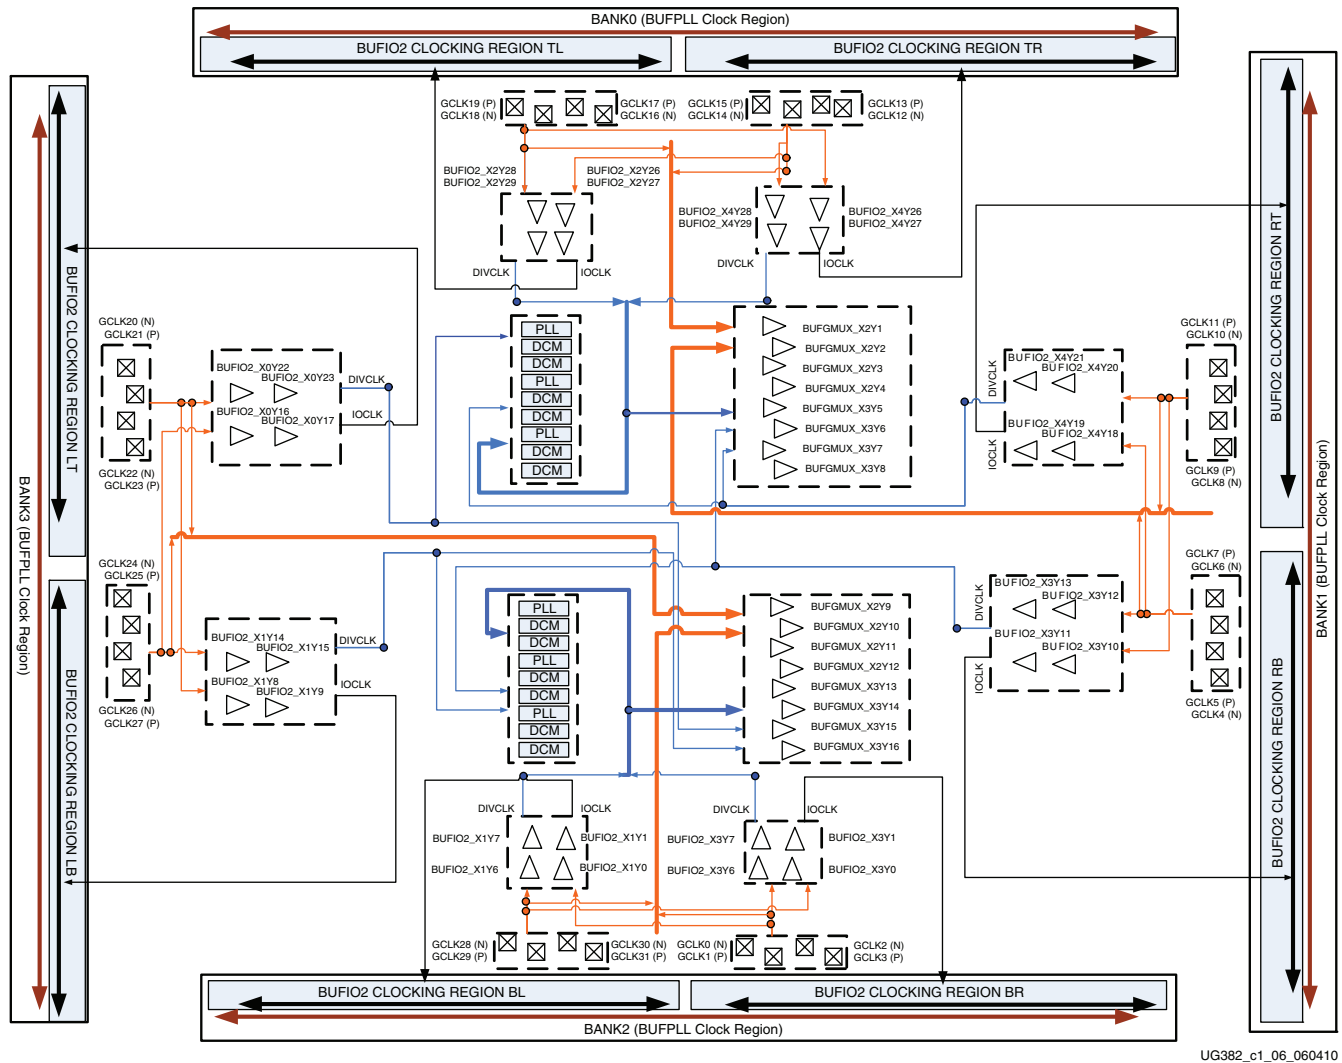 BANK0 (BUFPLL Clock Region)
BUFIO2 CLOCKING REGION TL
BUFIO2 CLOCKING REGION TR
GCLK19 (P)
GCLK18 (N)
GCLK17 (P)
GCLK16 (N)
GCLK15 (P)
GCLK14 (N)
GCLK13 (P)
GCLK12 (N)
BUFIO2_X2Y28
BUFIO2_X2Y29
BUFIO2_X2Y26
BUFIO2_X2Y27
BUFIO2_X4Y28
BUFIO2_X4Y29
BUFIO2_X4Y26
BUFIO2_X4Y27
DIVCLK
IOCLK
DIVCLK
IOCLK
BANK3 (BUFPLL Clock Region)
BUFIO2 CLOCKING REGION LT
BUFIO2 CLOCKING REGION LB
GCLK20 (N)
GCLK21 (P)
GCLK22 (N)
GCLK23 (P)
BUFIO2_X0Y22
BUFIO2_X0Y23
BUFIO2_X0Y16
BUFIO2_X0Y17
DIVCLK
IOCLK
PLL
DCM
DCM
PLL
DCM
DCM
PLL
DCM
DCM
BUFGMUX_X2Y1
BUFGMUX_X2Y2
BUFGMUX_X2Y3
BUFGMUX_X2Y4
BUFGMUX_X3Y5
BUFGMUX_X3Y6
BUFGMUX_X3Y7
BUFGMUX_X3Y8
DIVCLK
IOCLK
BUFIO2_X4Y21
BUFIO2_X4Y20
BUFIO2_X4Y19
BUFIO2_X4Y18
GCLK11 (P)
GCLK10 (N)
GCLK9 (P)
GCLK8 (N)
BUFIO2 CLOCKING REGION RT
BUFIO2 CLOCKING REGION RB
BANK1 (BUFPLL Clock Region)
GCLK24 (N)
GCLK25 (P)
GCLK26 (N)
GCLK27 (P)
BUFIO2_X1Y14
BUFIO2_X1Y15
BUFIO2_X1Y8
BUFIO2_X1Y9
DIVCLK
IOCLK
PLL
DCM
DCM
PLL
DCM
DCM
PLL
DCM
DCM
BUFGMUX_X2Y9
BUFGMUX_X2Y10
BUFGMUX_X2Y11
BUFGMUX_X2Y12
BUFGMUX_X3Y13
BUFGMUX_X3Y14
BUFGMUX_X3Y15
BUFGMUX_X3Y16
DIVCLK
IOCLK
BUFIO2_X3Y13
BUFIO2_X3Y12
BUFIO2_X3Y11
BUFIO2_X3Y10
GCLK7 (P)
GCLK6 (N)
GCLK5 (P)
GCLK4 (N)
DIVCLK
IOCLK
DIVCLK
IOCLK
BUFIO2_X1Y7
BUFIO2_X1Y6
BUFIO2_X1Y1
BUFIO2_X1Y0
BUFIO2_X3Y7
BUFIO2_X3Y6
BUFIO2_X3Y1
BUFIO2_X3Y0
GCLK28 (N)
GCLK29 (P)
GCLK30 (N)
GCLK31 (P)
GCLK0 (N)
GCLK1 (P)
GCLK2 (N)
GCLK3 (P)
BUFIO2 CLOCKING REGION BL
BUFIO2 CLOCKING REGION BR
BANK2 (BUFPLL Clock Region)
UG382_c1_06_060410